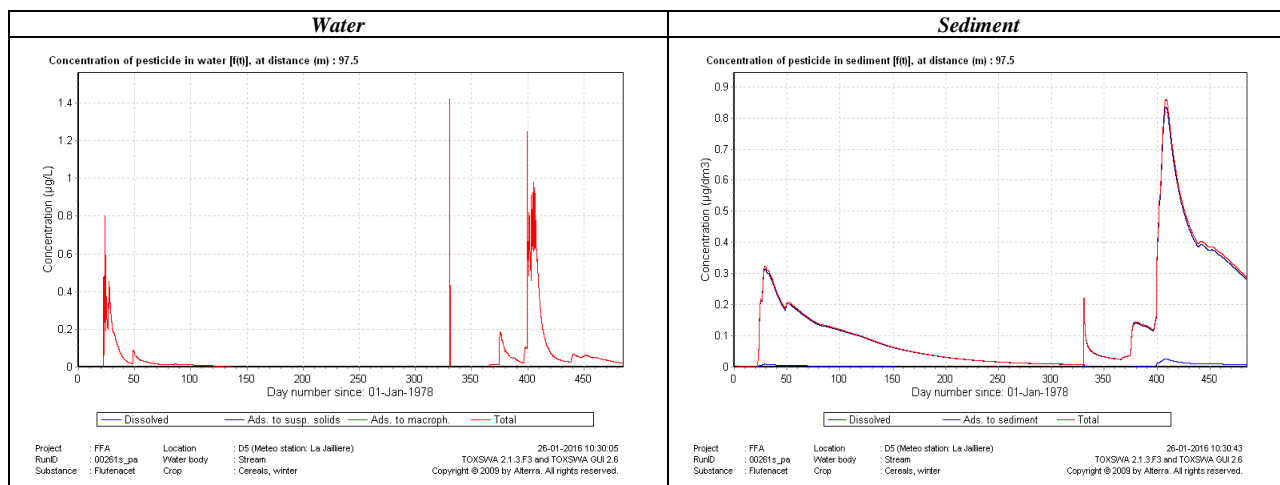 Water
Sediment
Concentration of pesticide in water [f(t)], at distance (m) : 97.5
1.4
1.2
1
0.8
0.6
0.4
0.2
0
Concentration (µg/L)
0 50 100 150 200 250 300 350 400 450
Day number since: 01-Jan-1978
Dissolved Ads. to susp. solids Ads. to macroph. Total
Project : FFA Location : D5 (Meteo station: La Jailliere) 26-01-2016 10:30:05
RunID : 00261s_pa Water body : Stream TOXSWA 2.1.3.F3 and TOXSWA GUI 2.6
Substance : Flufenacet Crop : Cereals, winter Copyright © 2009 by Alterra. All rights reserved.
Concentration of pesticide in sediment [f(t)], at distance (m) : 97.5
0.9
0.8
0.7
0.6
0.5
0.4
0.3
0.2
0.1
0
Concentration (µg/dm3)
0 50 100 150 200 250 300 350 400 450
Day number since: 01-Jan-1978
Dissolved Ads. to sediment Total
Project : FFA Location : D5 (Meteo station: La Jailliere) 26-01-2016 10:30:43
RunID : 00261s_pa Water body : Stream TOXSWA 2.1.3.F3 and TOXSWA GUI 2.6
Substance : Flufenacet Crop : Cereals, winter Copyright © 2009 by Alterra. All rights reserved.